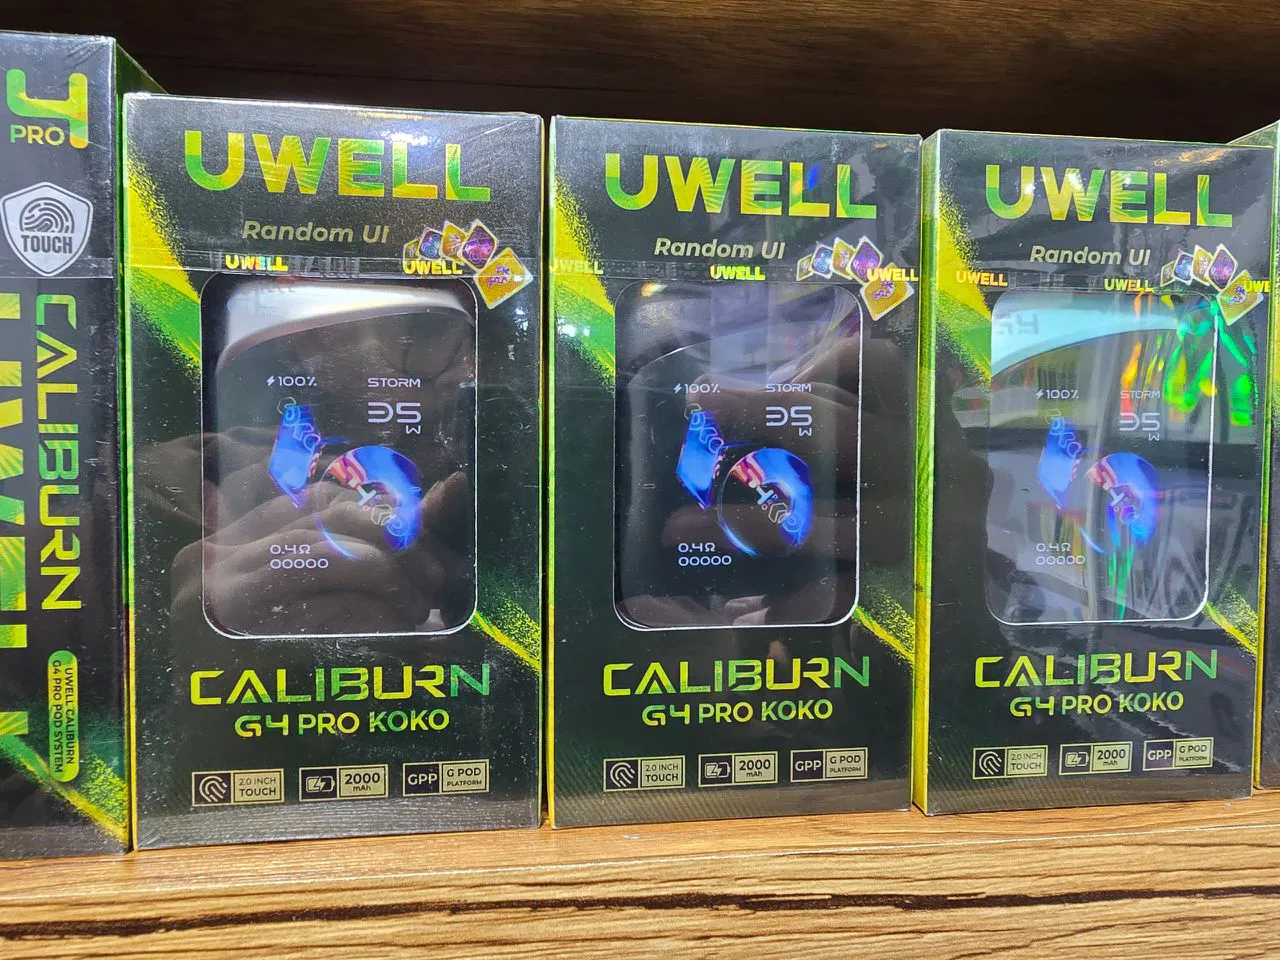 PRO
TOUCH
CALIBURN
UWELL
UWELL CALIBURN
G4 PRO POD SYSTEM
UWELL
Random UI
UWELL
UWELL
100%
STORM
35
W
0.4Ω
00000
CALIBURN
G4 PRO KOKO
2.0 INCH
TOUCH
2000
mAh
GPP
G POD
PLATFORM
UWELL
Random UI
UWELL
UWELL
UWELL
100%
STORM
35
W
0.4Ω
00000
CALIBURN
G4 PRO KOKO
2.0 INCH
TOUCH
2000
mAh
GPP
G POD
PLATFORM
UWELL
Random UI
UWELL
UWELL
UWE
100%
STORM
35
W
0.4Ω
00000
CALIBURN
G4 PRO KOKO
2.0 INCH
TOUCH
2000
mAh
GPP
G POD
PLATFORM